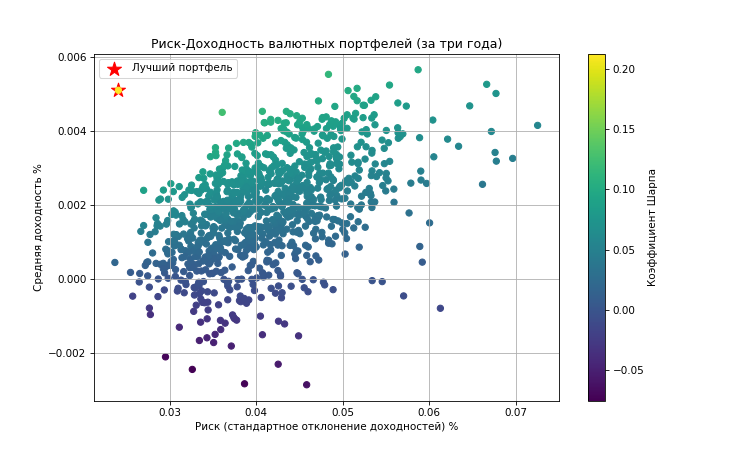 Риск-Доходность валютных портфелей (за три года)
Лучший портфель
0.006
0.004
0.002
0.000
−0.002
Средняя доходность %
0.03 0.04 0.05 0.06 0.07
Риск (стандартное отклонение доходностей) %
0.20
0.15
0.10
0.05
0.00
−0.05
Коэффициент Шарпа